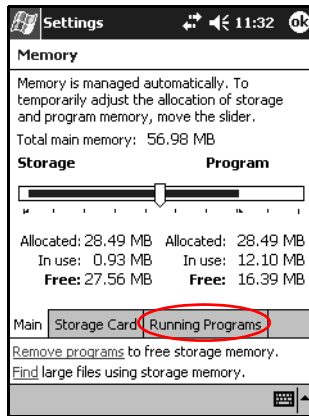 Settings 11:32 ok
Memory
Memory is managed automatically. To
temporarily adjust the allocation of storage
and program memory, move the slider.
Total main memory: 56.98 MB
Storage Program
Allocated: 28.49 MB Allocated: 28.49 MB
In use: 0.93 MB In use: 12.10 MB
Free: 27.56 MB Free: 16.39 MB
Main Storage Card Running Programs
Remove programs to free storage memory.
Find large files using storage memory.